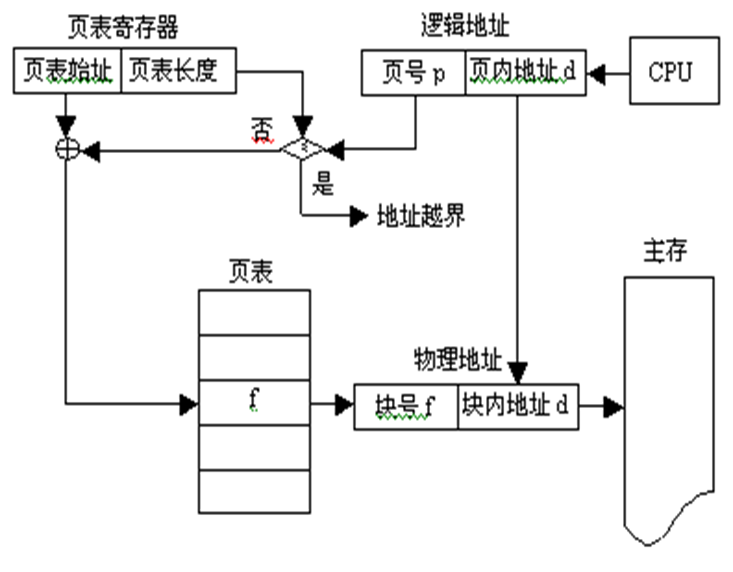 页表寄存器
逻辑地址
页表始址 页表长度
页号 p 页内地址 d
CPU
否
是
地址越界
主存
页表
物理地址
f
块号 f 块内地址 d